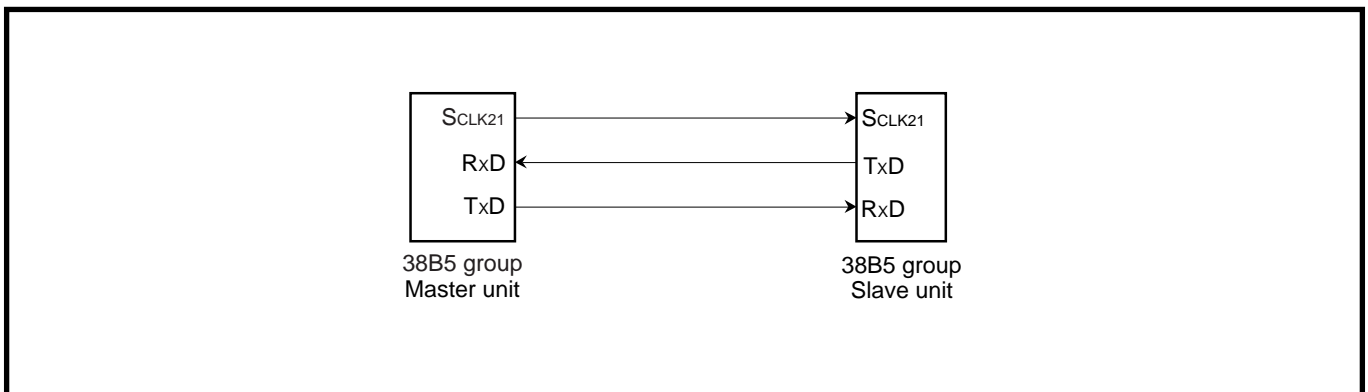 SCLK21
RxD
TxD
38B5 group
Master unit
SCLK21
TxD
RxD
38B5 group
Slave unit